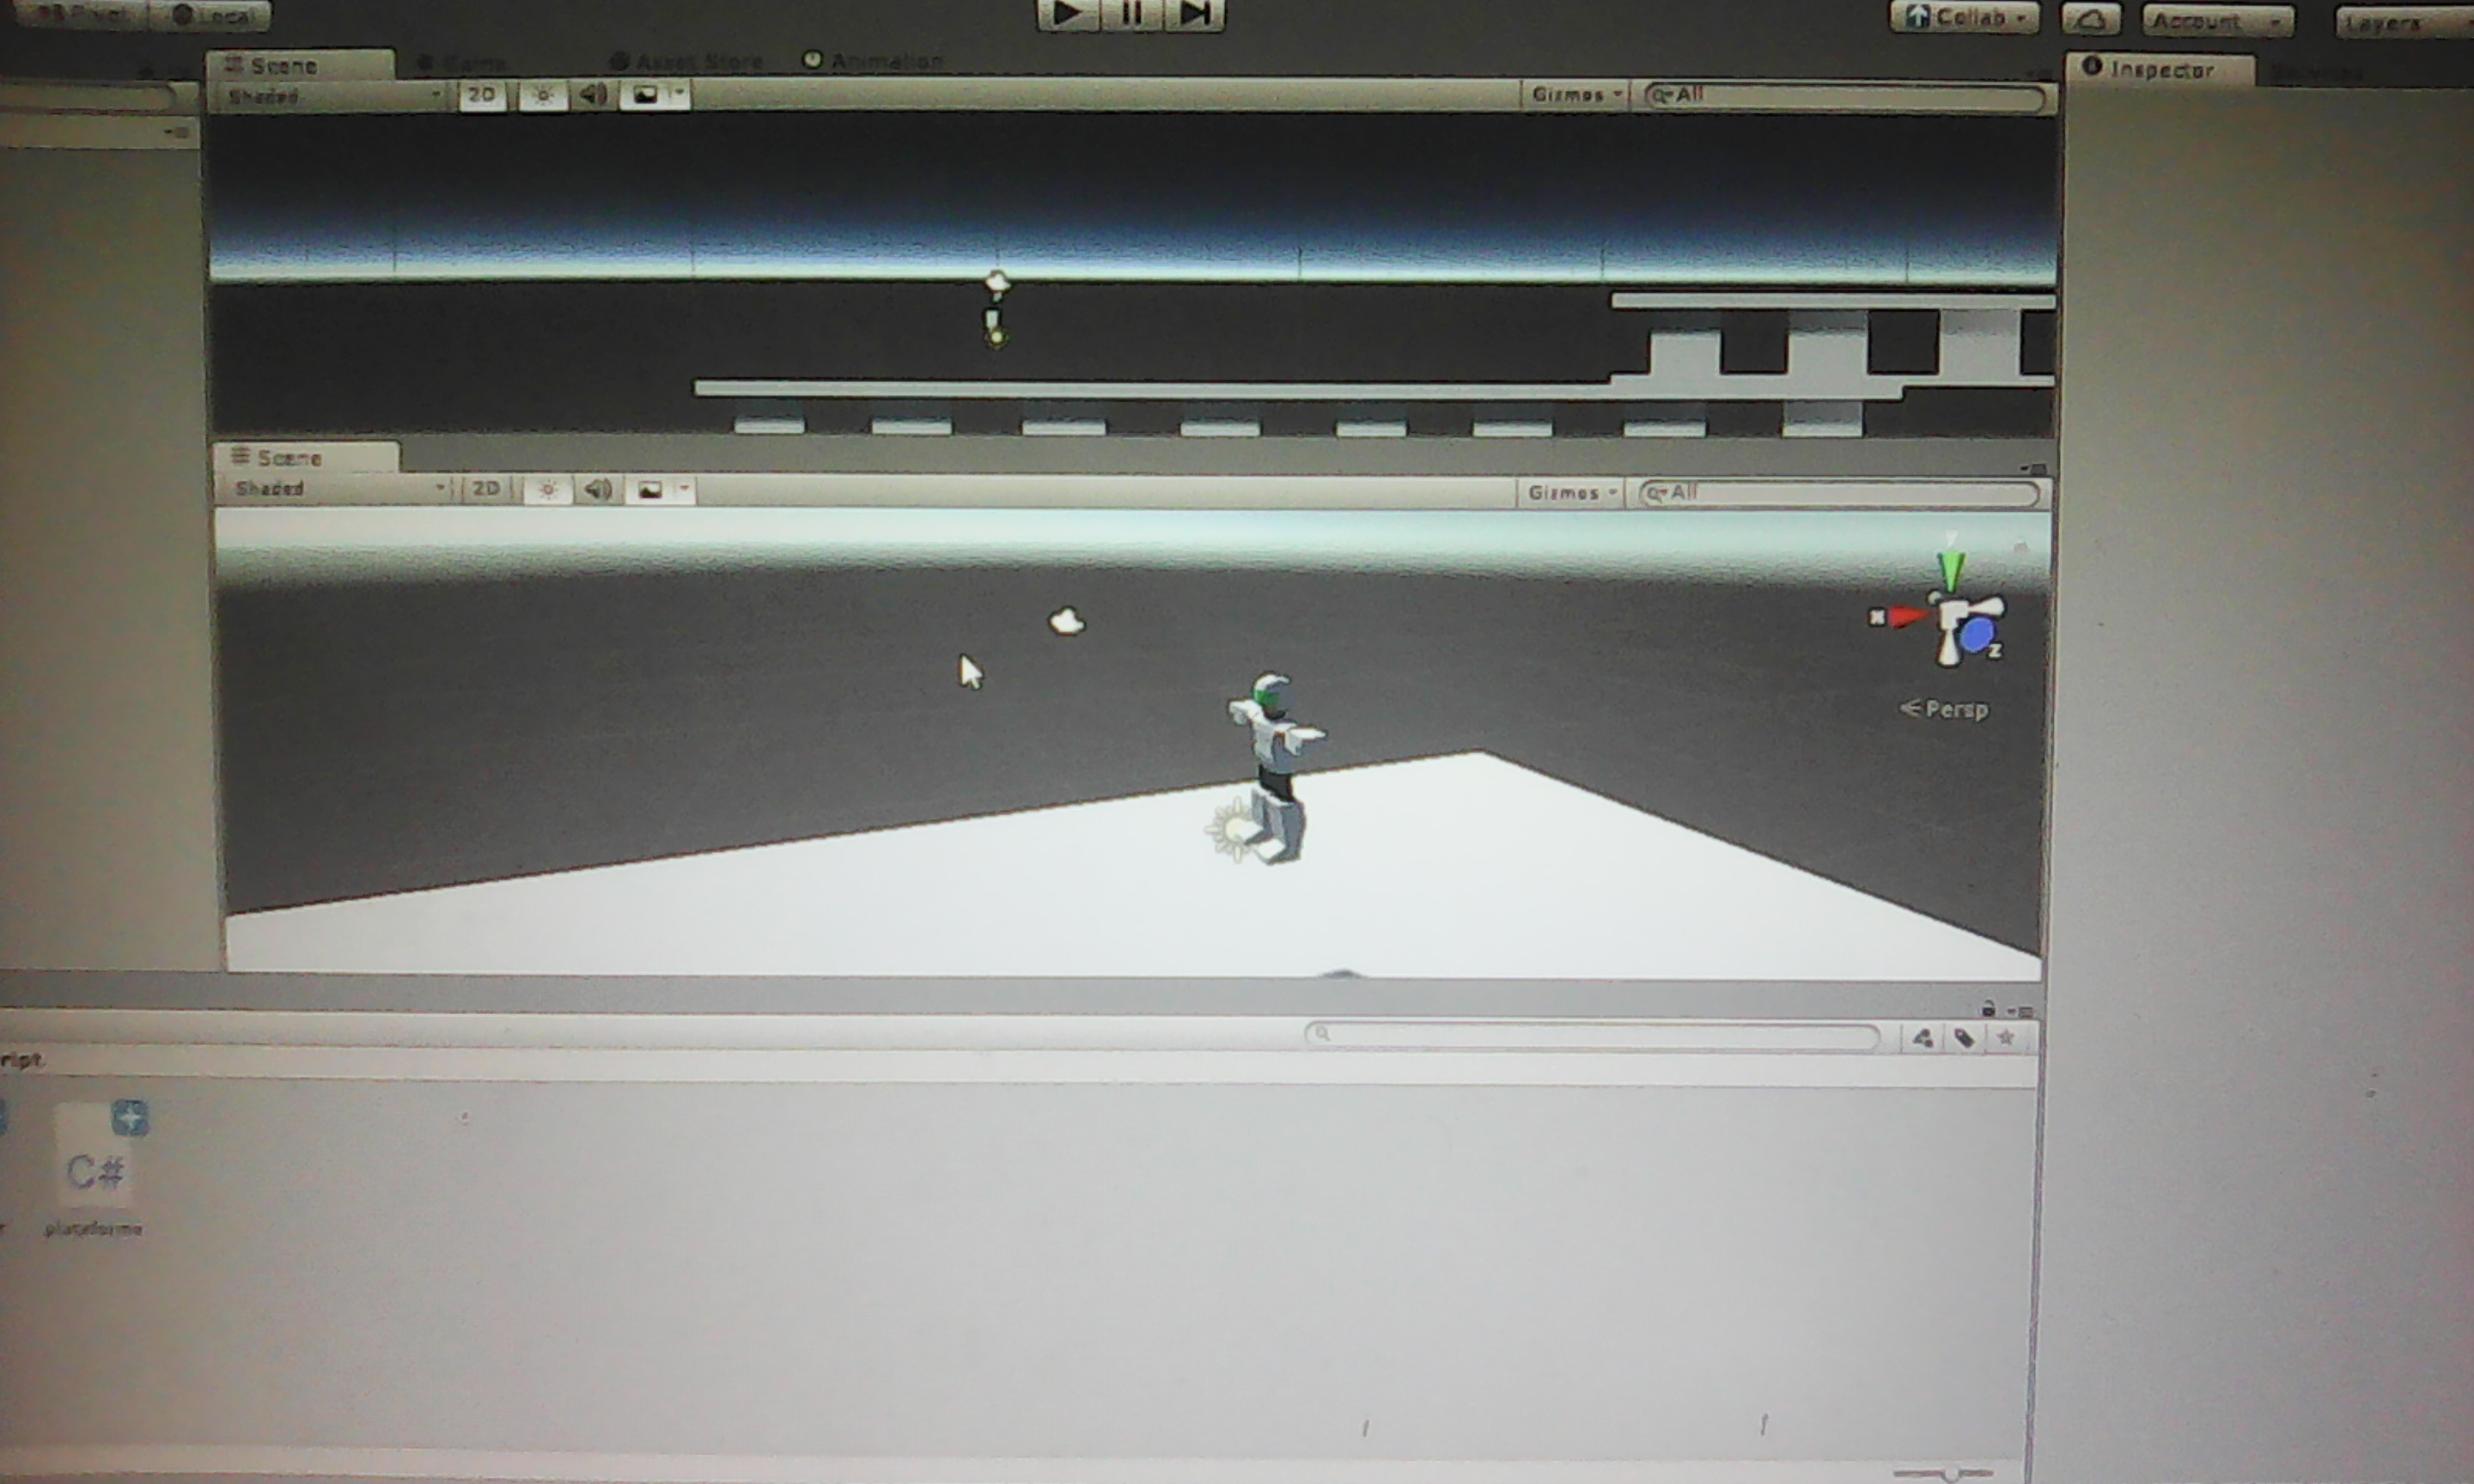 Pivot Local Collab Account Layers
Scene Game Asset Store Animation Inspector
Shaded 2D Gizmos All
Scene
Shaded 2D Gizmos All
y
x
z
Persp
ript
C#
plateforme